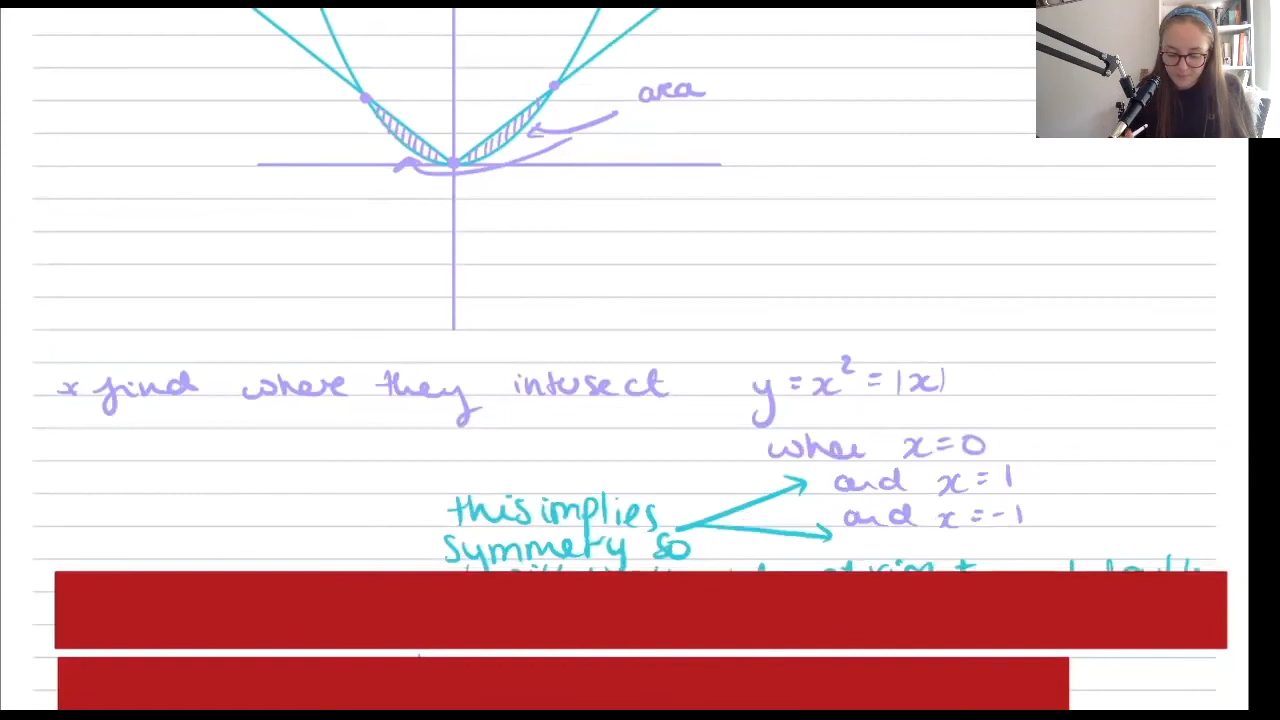 area
* find where they intersect y = x² = |x|
when x = 0
and x = 1
and x = -1
this implies
symmetry so